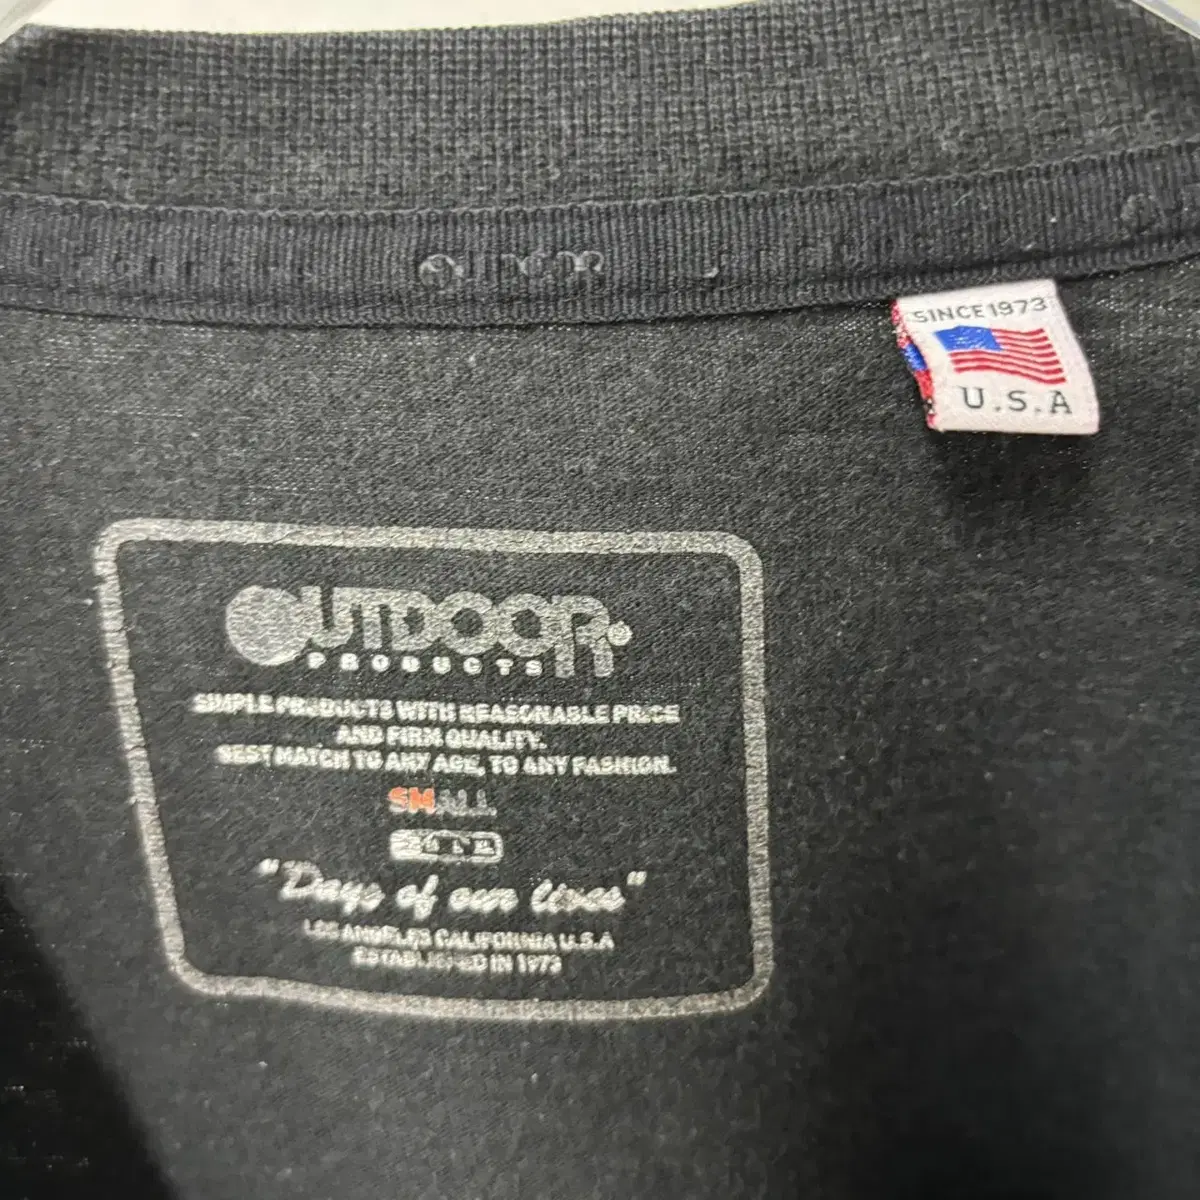 SINCE 1973
U.S.A
OUTDOOR
PRODUCTS
SIMPLE PRODUCTS WITH REASONABLE PRICE
AND FIRM QUALITY.
BEST MATCH TO ANY AGE, TO ANY FASHION.
SMALL
"Days of our lives"
LOS ANGELES CALIFORNIA U.S.A
ESTABLISHED IN 1973